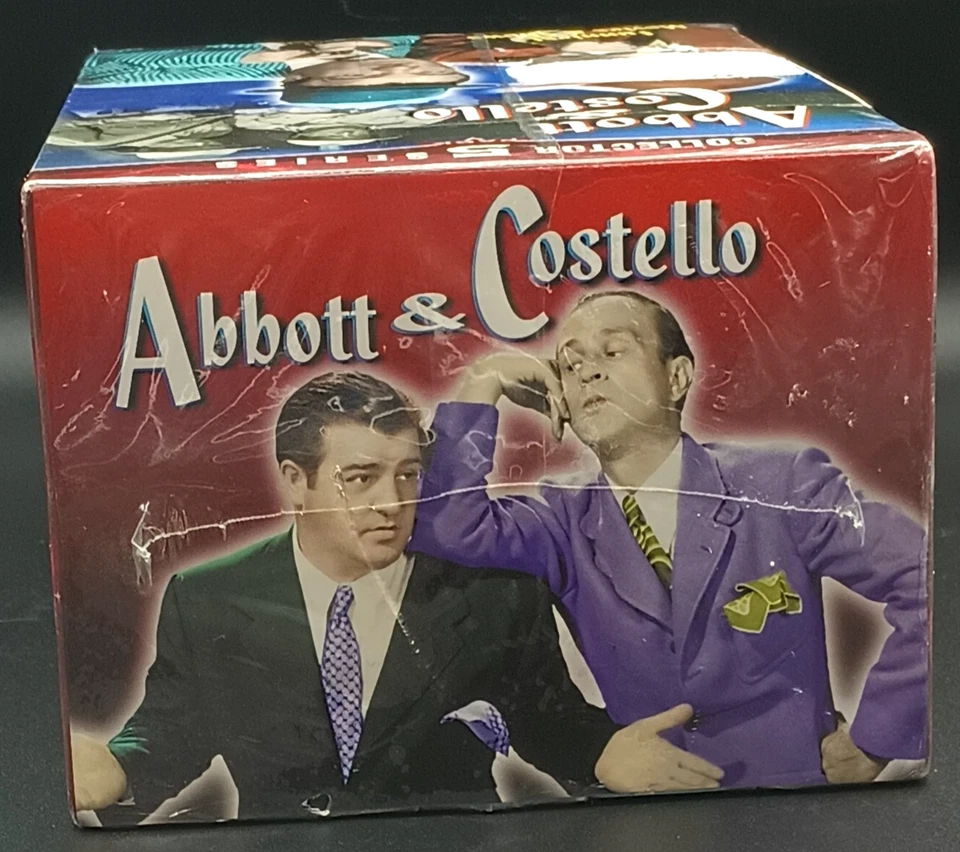 Abbott & Costello
Abbott &
Costello
COLLECTOR SERIES